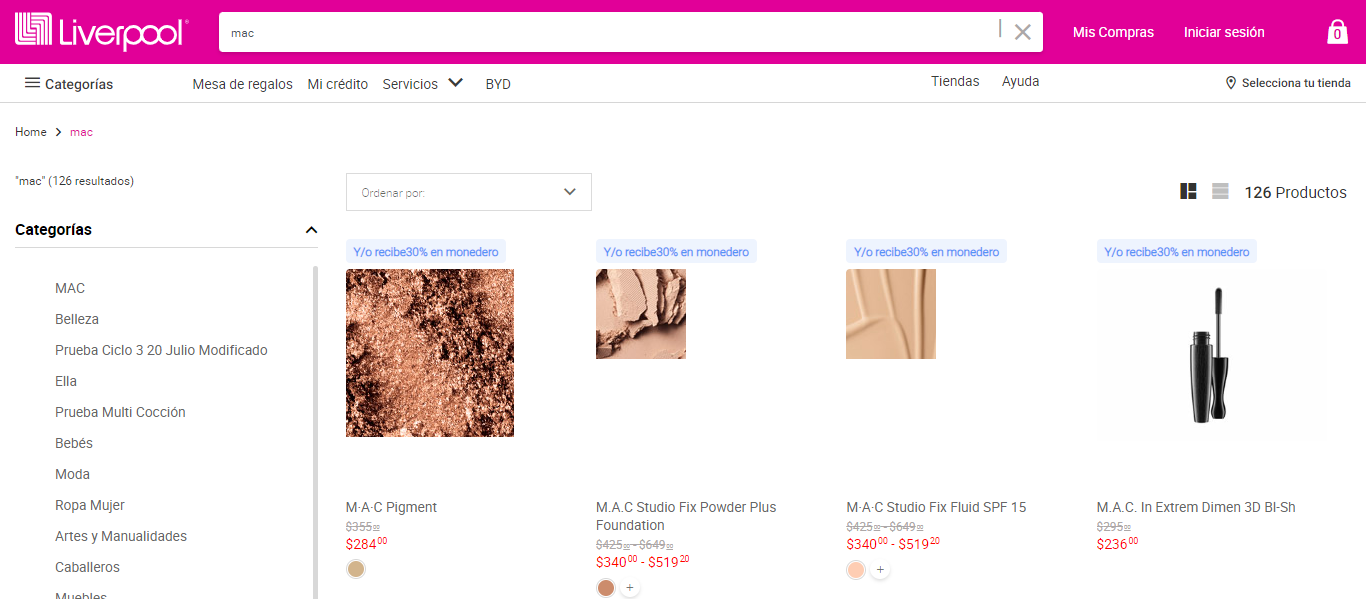 Liverpool
mac
Mis Compras
Iniciar sesión
0
Categorías
Mesa de regalos
Mi crédito
Servicios
BYD
Tiendas
Ayuda
Selecciona tu tienda
Home > mac
"mac" (126 resultados)
Ordenar por:
126 Productos
Categorías
MAC
Belleza
Prueba Ciclo 3 20 Julio Modificado
Ella
Prueba Multi Cocción
Bebés
Moda
Ropa Mujer
Artes y Manualidades
Caballeros
Muebles
Y/o recibe30% en monedero
M·A·C Pigment
$355.00
$284.00
Y/o recibe30% en monedero
M.A.C Studio Fix Powder Plus
Foundation
$425.00 - $649.00
$340.00 - $519.20
+
Y/o recibe30% en monedero
M·A·C Studio Fix Fluid SPF 15
$425.00 - $649.00
$340.00 - $519.20
+
Y/o recibe30% en monedero
M.A.C. In Extrem Dimen 3D Bl-Sh
$295.00
$236.00